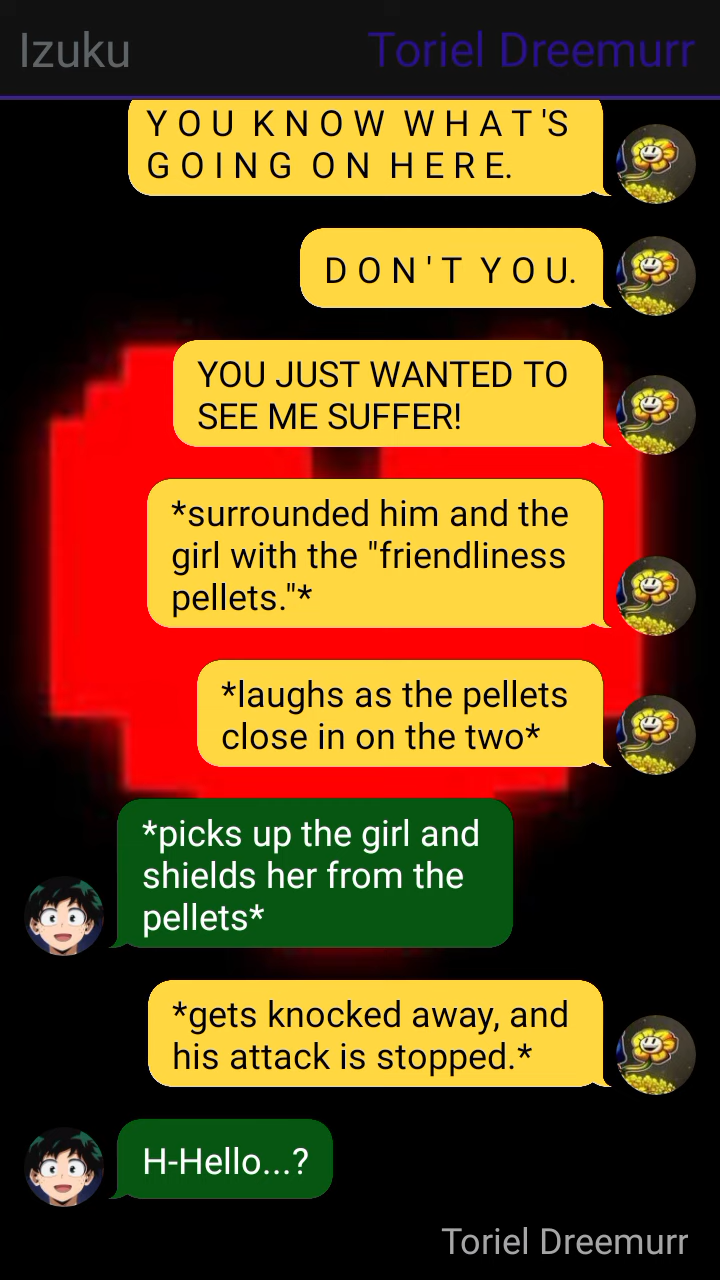 Izuku
Toriel Dreemurr
Y O U K N O W W H A T 'S
G O I N G O N H E R E.
D O N ' T Y O U.
YOU JUST WANTED TO
SEE ME SUFFER!
*surrounded him and the
girl with the "friendliness
pellets."*
*laughs as the pellets
close in on the two*
*picks up the girl and
shields her from the
pellets*
*gets knocked away, and
his attack is stopped.*
H-Hello...?
Toriel Dreemurr